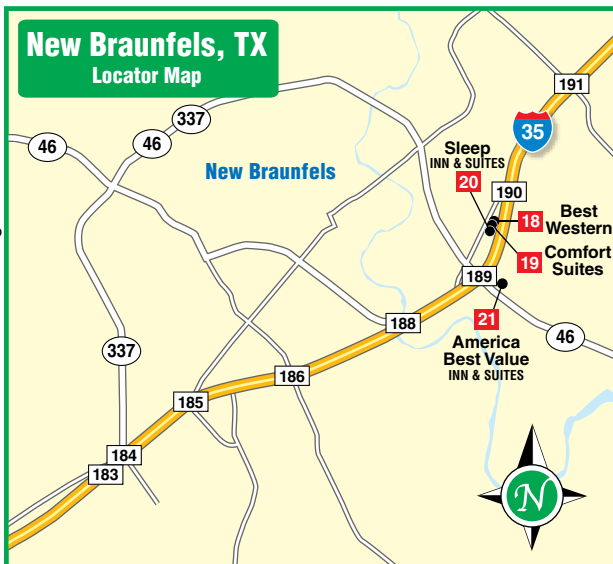 New Braunfels, TX
Locator Map
191
337
35
46
46
Sleep
INN & SUITES
New Braunfels
20
190
18
Best
Western
19
Comfort
Suites
189
21
188
46
America
Best Value
INN & SUITES
337
186
185
184
183
N